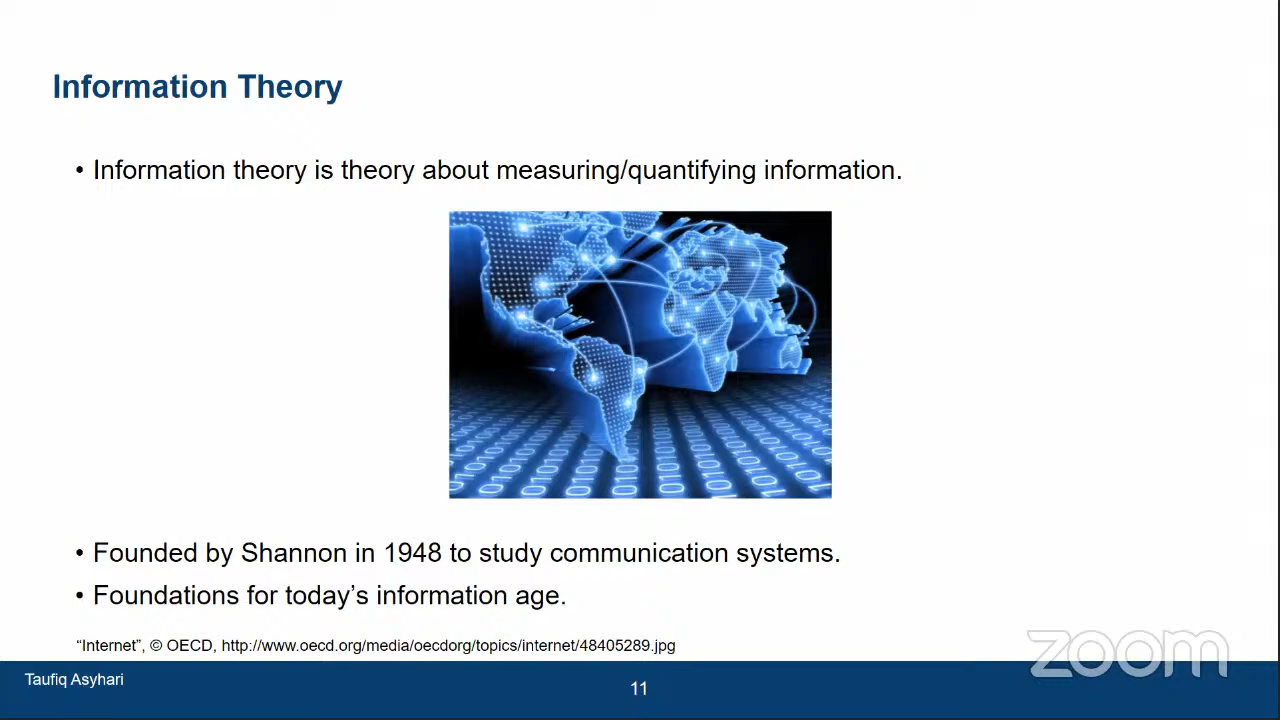 Information Theory
• Information theory is theory about measuring/quantifying information.
• Founded by Shannon in 1948 to study communication systems.
• Foundations for today’s information age.
“Internet”, © OECD, http://www.oecd.org/media/oecdorg/topics/internet/48405289.jpg
zoom
Taufiq Asyhari
11